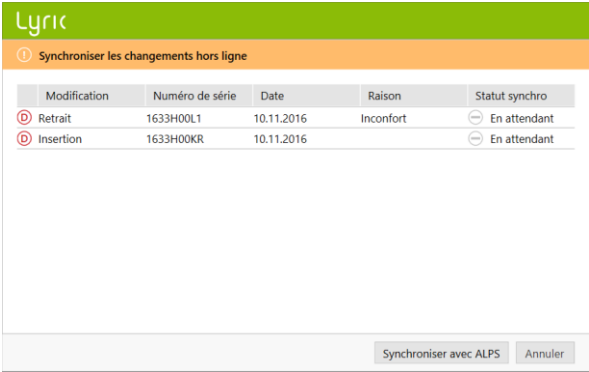 Lyric
Synchroniser les changements hors ligne
Modification Numéro de série Date Raison Statut synchro
D Retrait 1633H00L1 10.11.2016 Inconfort En attendant
D Insertion 1633H00KR 10.11.2016 En attendant
Synchroniser avec ALPS Annuler